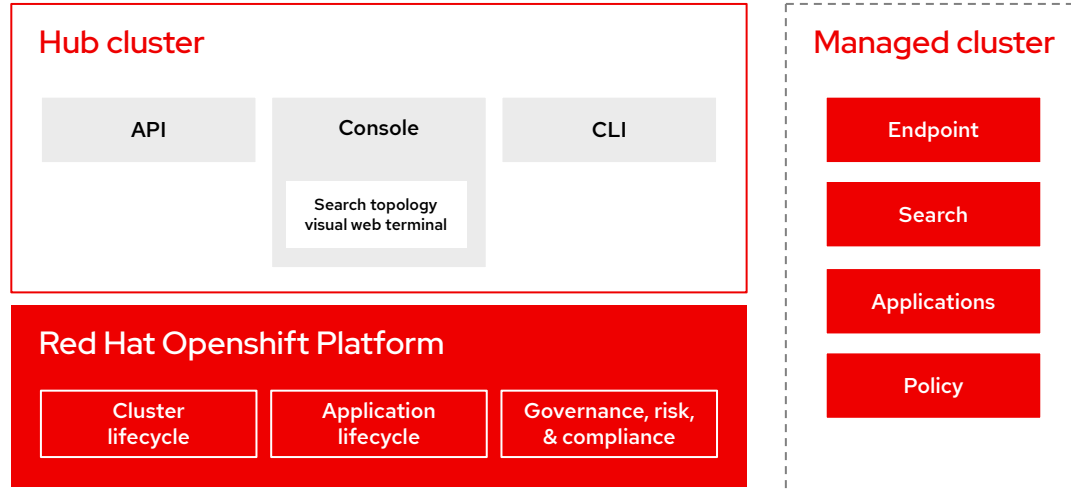 Hub cluster
API
Console
CLI
Search topology
visual web terminal
Red Hat Openshift Platform
Cluster
lifecycle
Application
lifecycle
Governance, risk,
& compliance
Managed cluster
Endpoint
Search
Applications
Policy